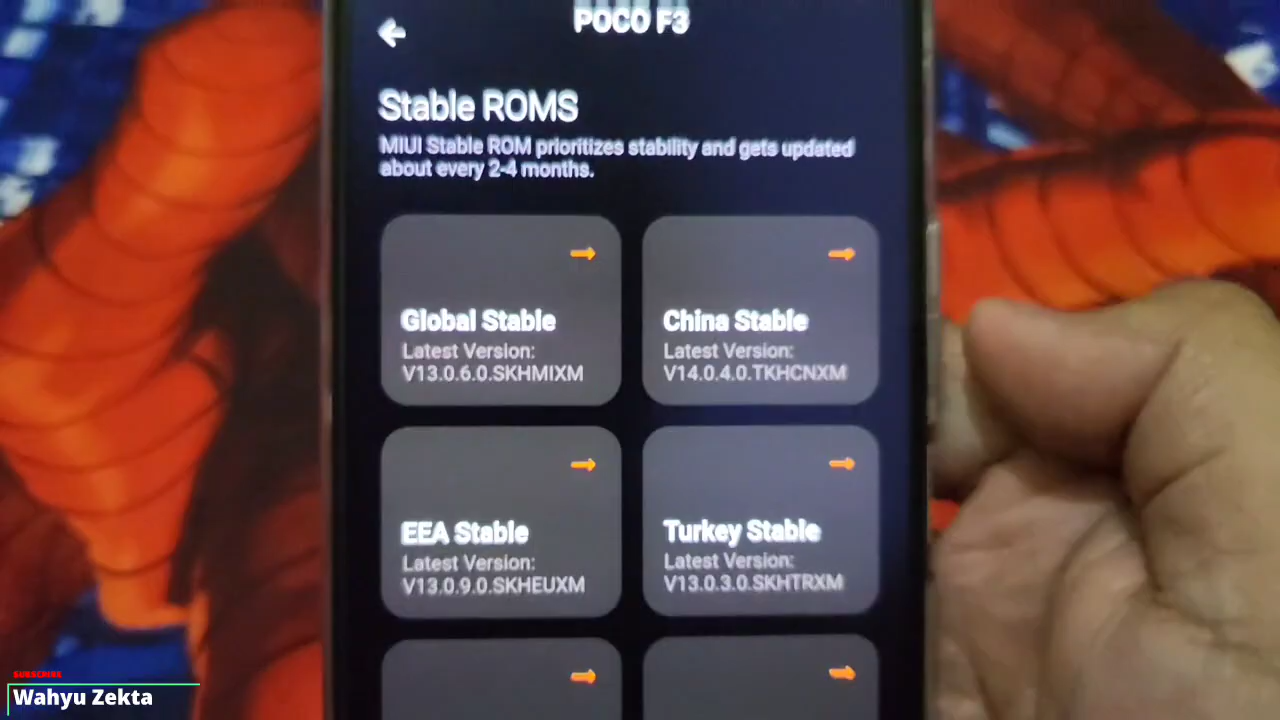 POCO F3
Stable ROMS
MIUI Stable ROM prioritizes stability and gets updated
about every 2-4 months.
Global Stable
Latest Version:
V13.0.6.0.SKHMIXM
China Stable
Latest Version:
V14.0.4.0.TKHCNXM
EEA Stable
Latest Version:
V13.0.9.0.SKHEUXM
Turkey Stable
Latest Version:
V13.0.3.0.SKHTRXM
SUBSCRIBE
Wahyu Zekta